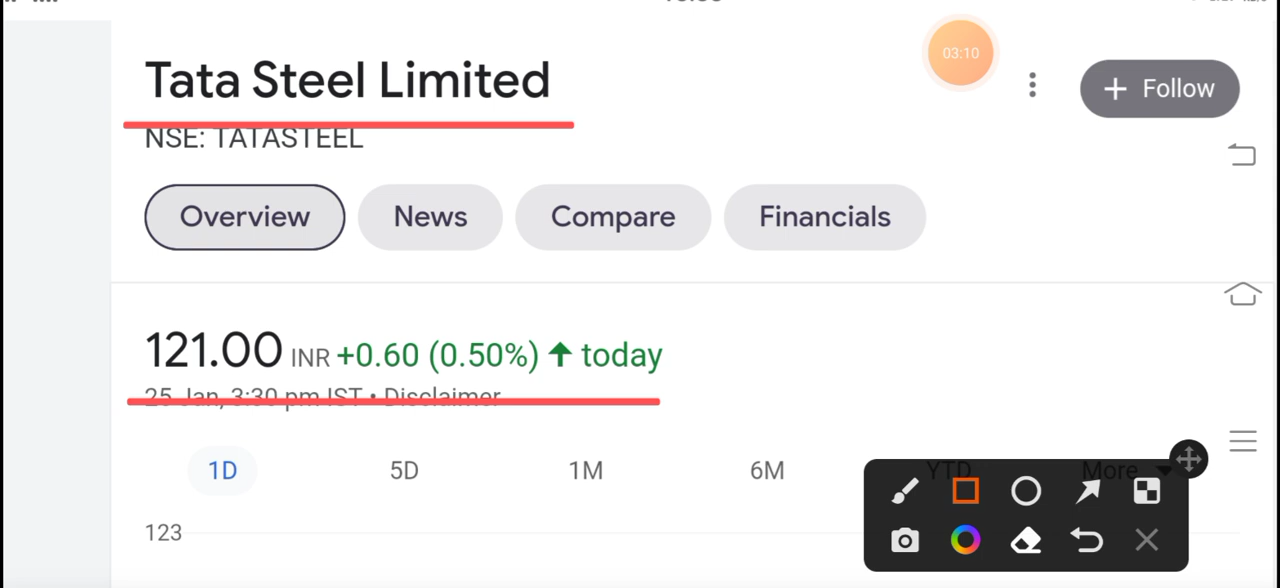 Tata Steel Limited
03:10
+ Follow
NSE: TATASTEEL
Overview
News
Compare
Financials
121.00 INR +0.60 (0.50%) ↑ today
25 Jan, 3:30 pm IST • Disclaimer
1D
5D
1M
6M
YTD
More
123